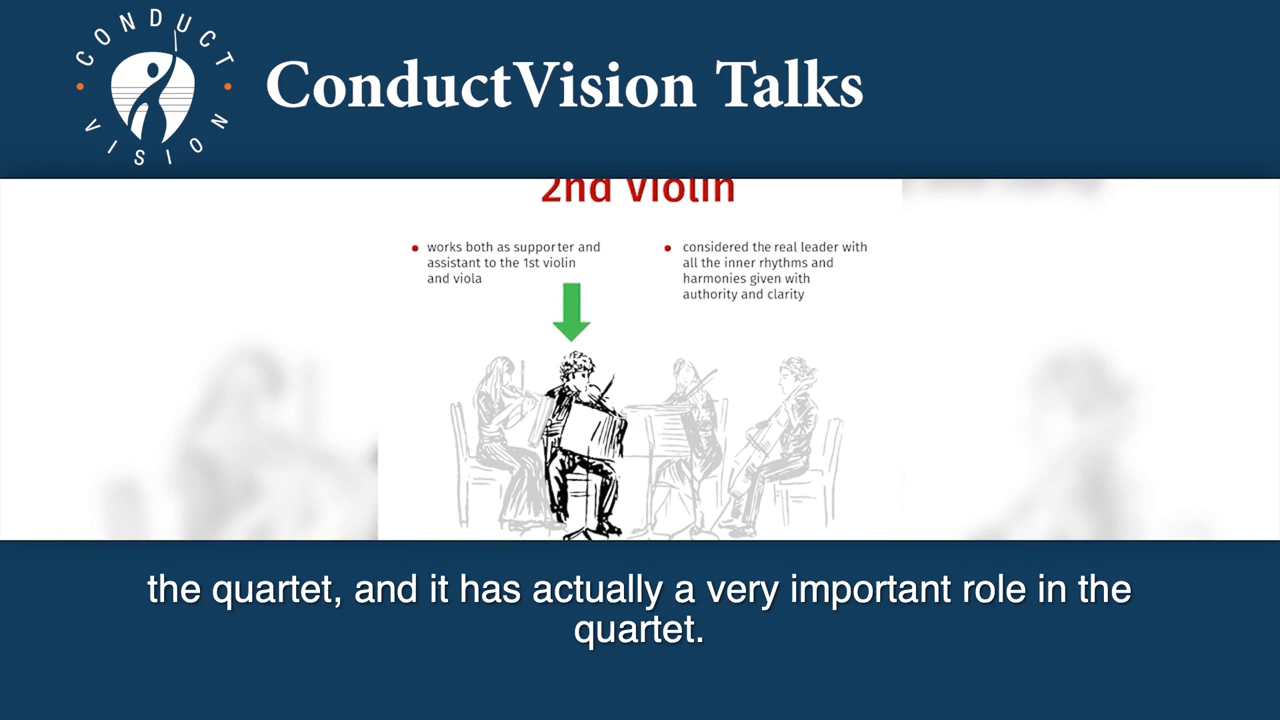 CONDUCT
VISION
ConductVision Talks
2nd Violin
works both as supporter and
assistant to the 1st violin
and viola
considered the real leader with
all the inner rhythms and
harmonies given with
authority and clarity
the quartet, and it has actually a very important role in the
quartet.